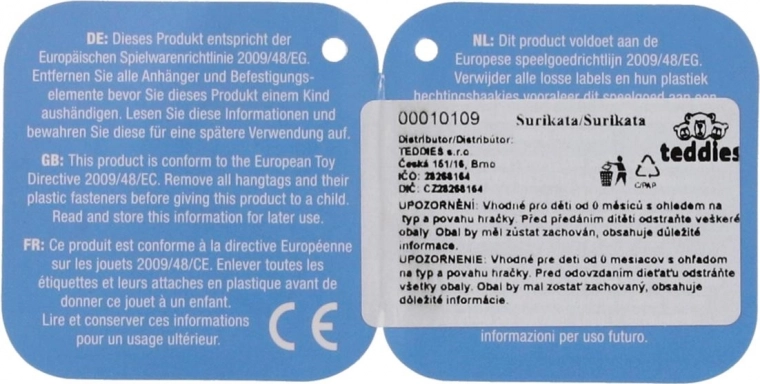 DE: Dieses Produkt entspricht der
Europäischen Spielwarenrichtlinie 2009/48/EG.
Entfernen Sie alle Anhänger und Befestigungs-
elemente bevor Sie dieses Produkt einem Kind
aushändigen. Lesen Sie diese Informationen und
bewahren Sie diese für eine spätere Verwendung auf.
GB: This product is conform to the European Toy
Directive 2009/48/EC. Remove all hangtags and their
plastic fasteners before giving this product to a child.
Read and store this information for later use.
FR: Ce produit est conforme à la directive Européenne
sur les jouets 2009/48/CE. Enlever toutes les
étiquettes et leurs attaches en plastique avant de
donner ce jouet à un enfant.
Lire et conserver ces informations
pour un usage ultérieur.
CE
NL: Dit product voldoet aan de
Europese speelgoedrichtlijn 2009/48/EG.
Verwijder alle losse labels en hun plastiek
hechtingshaakjes vooraleer dit speelgoed aan een
00010109 Surikata/Surikata
Distributor/Distribútor:
TEDDIES s.r.o.
Česká 151/16, Brno
IČO: 28268164
DIČ: CZ28268164
teddies
C/PAP
UPOZORNĚNÍ: Vhodné pro děti od 0 měsíců s ohledem na
typ a povahu hračky. Před předáním dítěti odstraňte veškeré
obaly. Obal by měl zůstat zachován, obsahuje důležité
informace.
UPOZORNENIE: Vhodné pre deti od 0 mesiacov s ohľadom
na typ a povahu hračky. Pred odovzdaním dieťaťu odstráňte
všetky obaly. Obal by mal zostať zachovaný, obsahuje
dôležité informácie.
informazioni per uso futuro.